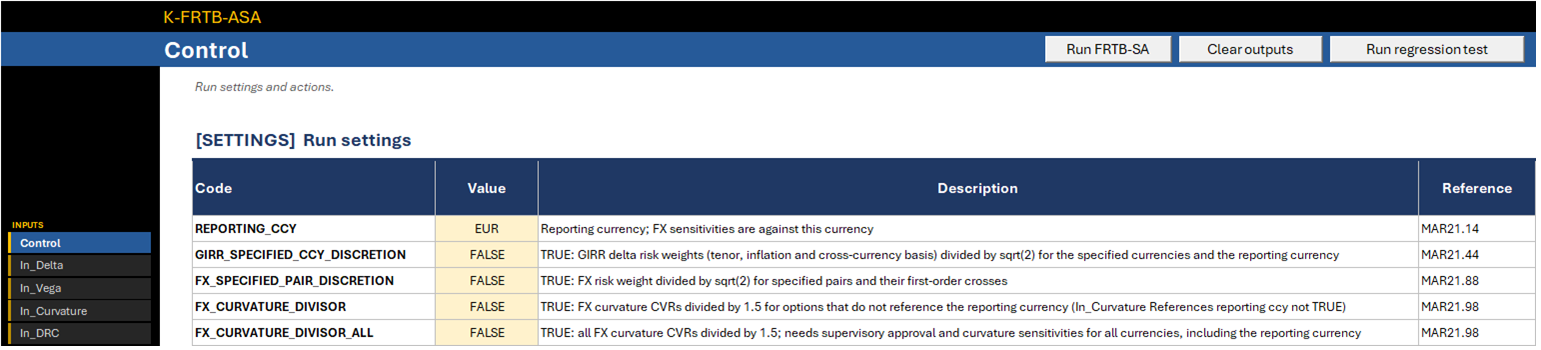 K-FRTB-ASA
Control
Run FRTB-SA
Clear outputs
Run regression test
Run settings and actions.
[SETTINGS] Run settings
Code Value Description Reference
REPORTING_CCY EUR Reporting currency; FX sensitivities are against this currency MAR21.14
GIRR_SPECIFIED_CCY_DISCRETION FALSE TRUE: GIRR delta risk weights (tenor, inflation and cross-currency basis) divided by sqrt(2) for the specified currencies and the reporting currency MAR21.44
FX_SPECIFIED_PAIR_DISCRETION FALSE TRUE: FX risk weight divided by sqrt(2) for specified pairs and their first-order crosses MAR21.88
FX_CURVATURE_DIVISOR FALSE TRUE: FX curvature CVRs divided by 1.5 for options that do not reference the reporting currency (In_Curvature References reporting ccy not TRUE) MAR21.98
FX_CURVATURE_DIVISOR_ALL FALSE TRUE: all FX curvature CVRs divided by 1.5; needs supervisory approval and curvature sensitivities for all currencies, including the reporting currency MAR21.98
INPUTS
Control
In_Delta
In_Vega
In_Curvature
In_DRC